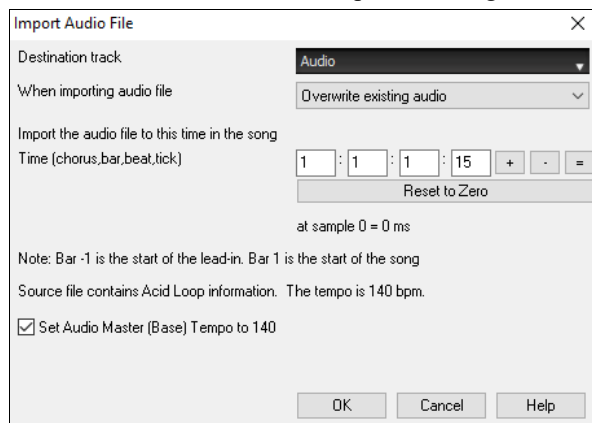 Import Audio File
Destination track Audio
When importing audio file Overwrite existing audio
Import the audio file to this time in the song
Time (chorus,bar,beat,tick) 1 : 1 : 1 : 15 + - =
Reset to Zero
at sample 0 = 0 ms
Note: Bar -1 is the start of the lead-in. Bar 1 is the start of the song
Source file contains Acid Loop information. The tempo is 140 bpm.
Set Audio Master (Base) Tempo to 140
OK Cancel Help